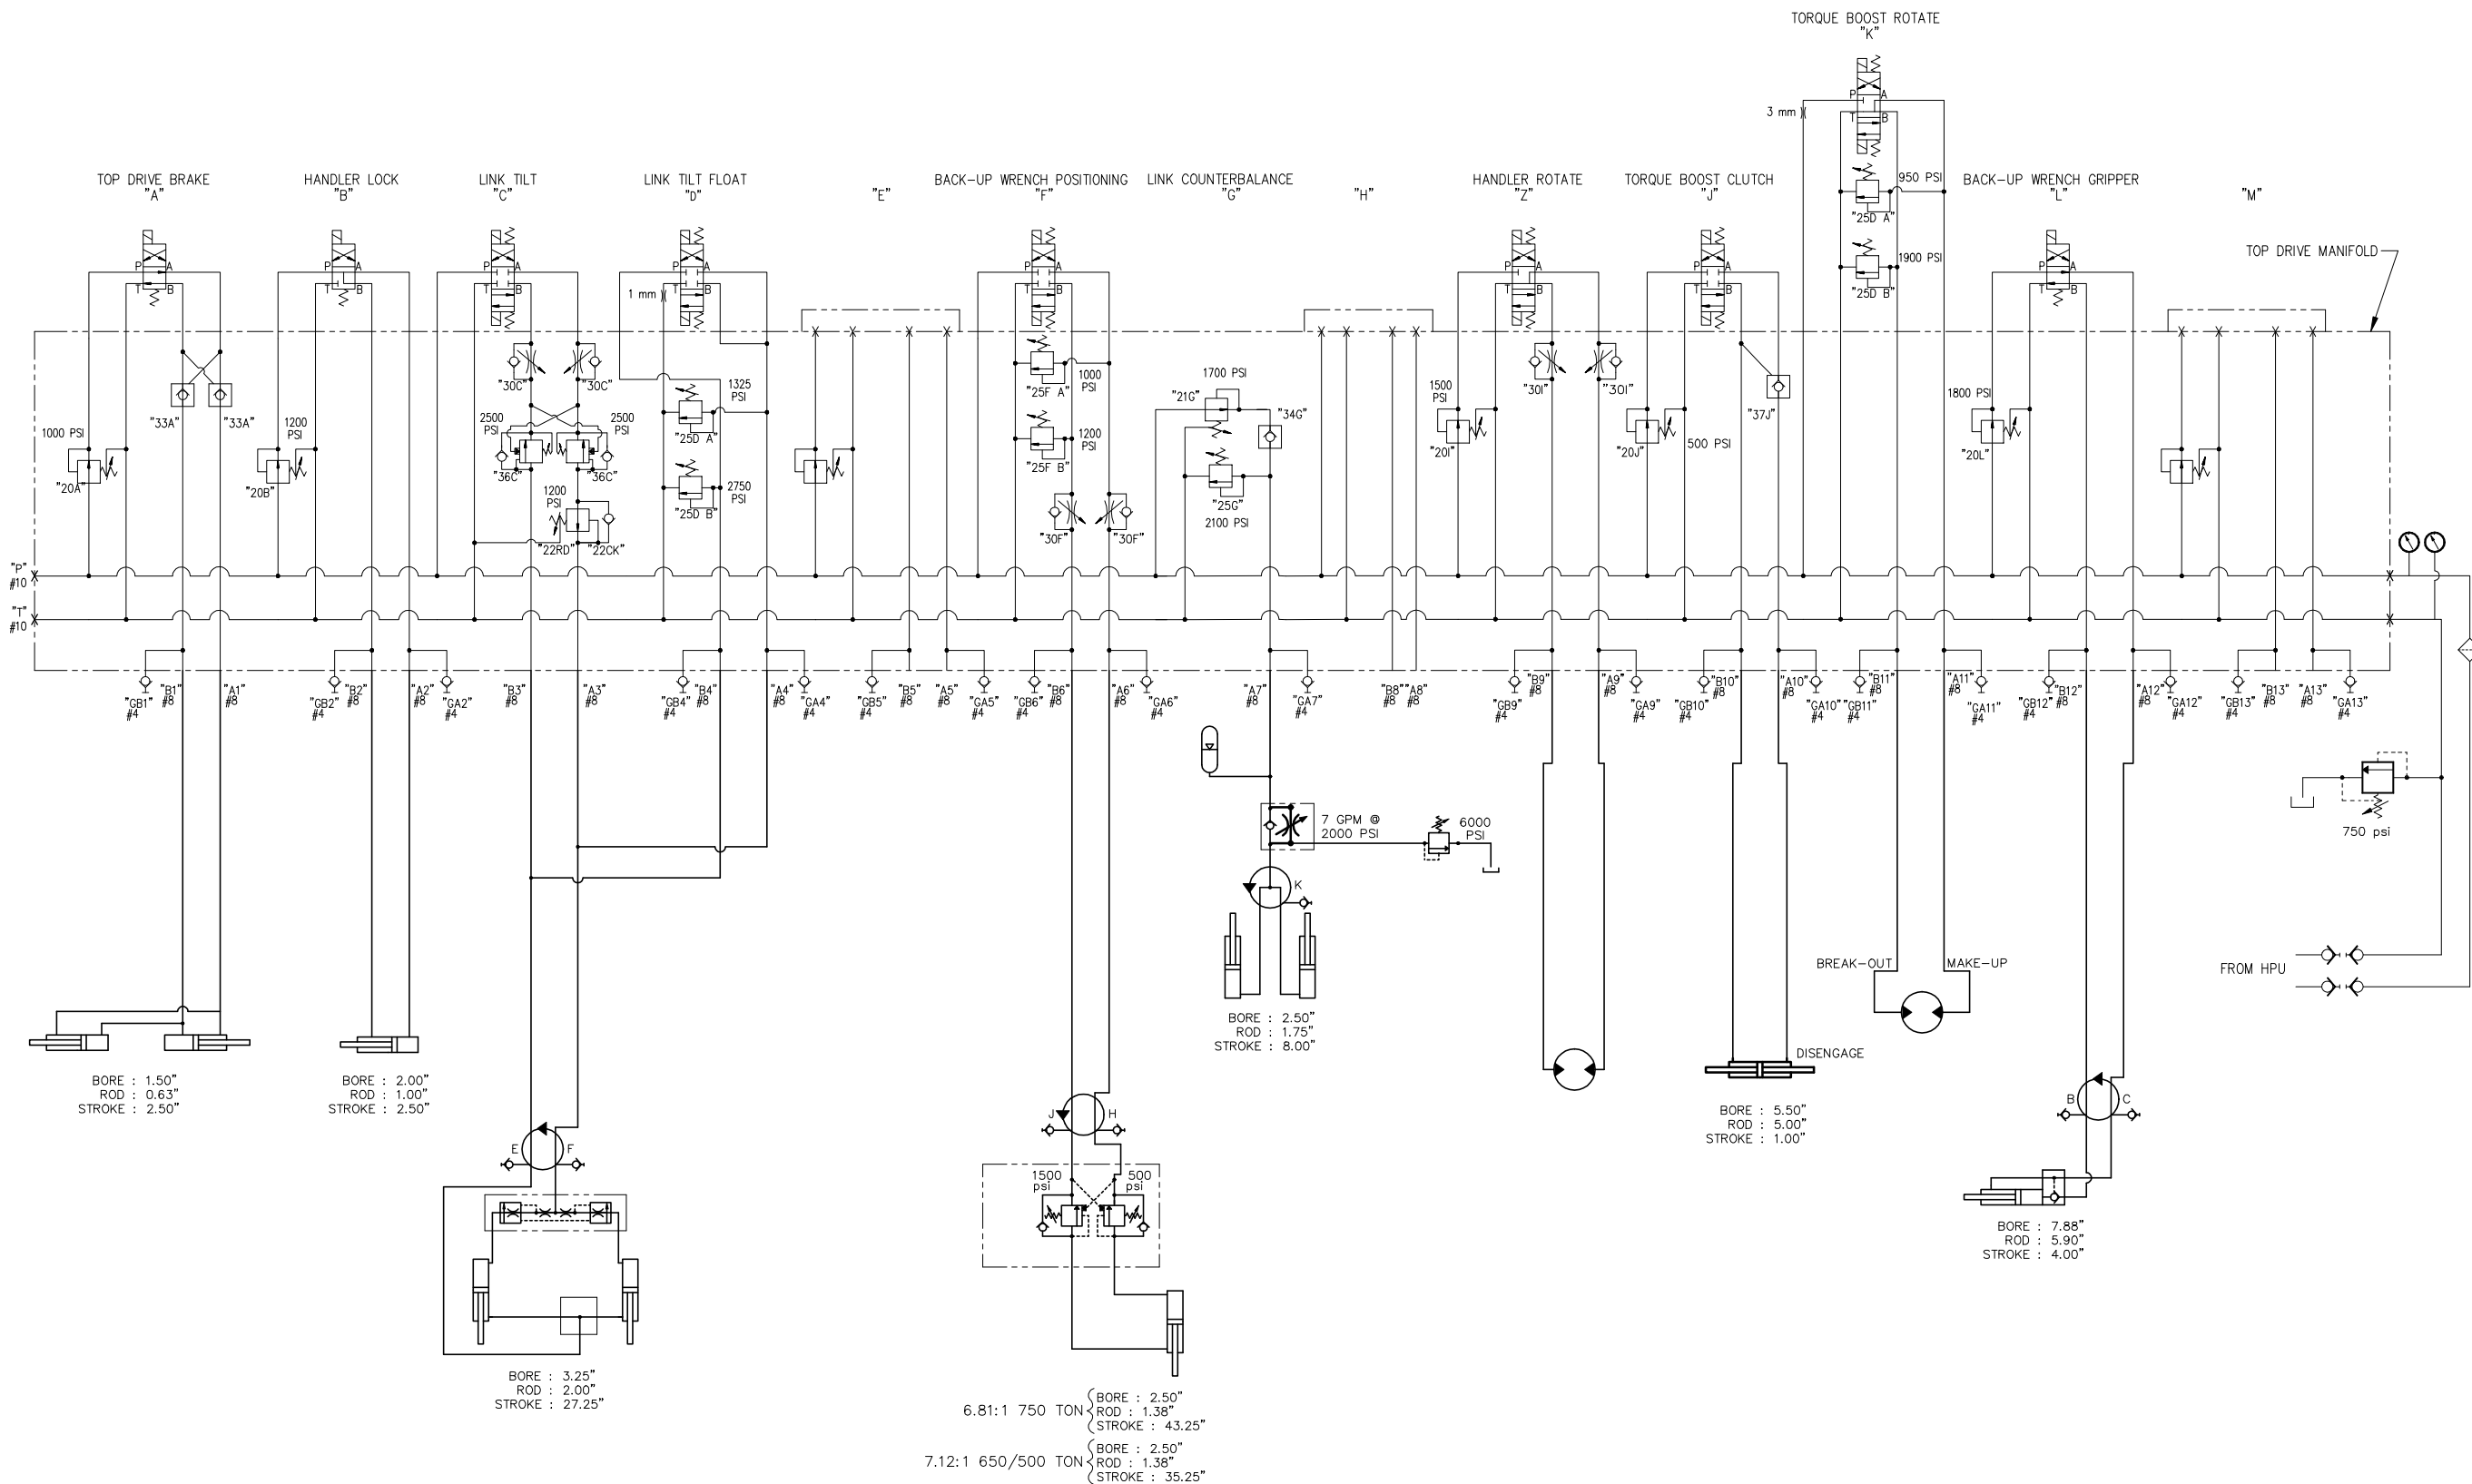 TORQUE BOOST ROTATE
"K"
P A
T B
3 mm
950 PSI
"25D A"
1900 PSI
"25D B"
TOP DRIVE BRAKE
"A"
HANDLER LOCK
"B"
LINK TILT
"C"
LINK TILT FLOAT
"D"
"E"
BACK-UP WRENCH POSITIONING
"F"
LINK COUNTERBALANCE
"G"
"H"
HANDLER ROTATE
"Z"
TORQUE BOOST CLUTCH
"J"
BACK-UP WRENCH GRIPPER
"L"
"M"
TOP DRIVE MANIFOLD
P A
T B
P A
T B
P A
T B
P A
T B
1 mm
P A
T B
P A
T B
P A
T B
P A
T B
"33A"
"33A"
1000 PSI
"20A"
1200
PSI
"20B"
"30C"
"30C"
2500
PSI
2500
PSI
"36C"
"36C"
1200
PSI
"22RD"
"22CK"
1325
PSI
"25D A"
2750
PSI
"25D B"
1000
PSI
"25F A"
1200
PSI
"25F B"
"30F"
"30F"
1700 PSI
"21G"
"34G"
"25G"
2100 PSI
1500
PSI
"20I"
"30I"
"30I"
"20J"
500 PSI
"37J"
1800 PSI
"20L"
"P"
#10
"T"
#10
"GB1"
#4
"B1"
#8
"A1"
#8
"GB2"
#4
"B2"
#8
"A2"
#8
"GA2"
#4
"B3"
#8
"A3"
#8
"GB4"
#4
"B4"
#8
"A4"
#8
"GA4"
#4
"GB5"
#4
"B5"
#8
"A5"
#8
"GA5"
#4
"GB6"
#4
"B6"
#8
"A6"
#8
"GA6"
#4
"A7"
#8
"GA7"
#4
"B8"
#8
"A8"
#8
"GB9"
#4
"B9"
#8
"A9"
#8
"GA9"
#4
"GB10"
#4
"B10"
#8
"A10"
#8
"GA10"
#4
"GB11"
#4
"B11"
#8
"A11"
#8
"GA11"
#4
"GB12"
#4
"B12"
#8
"A12"
#8
"GA12"
#4
"GB13"
#4
"B13"
#8
"A13"
#8
"GA13"
#4
7 GPM @
2000 PSI
6000
PSI
K
750 psi
BORE : 2.50"
ROD : 1.75"
STROKE : 8.00"
BREAK-OUT
MAKE-UP
FROM HPU
DISENGAGE
BORE : 1.50"
ROD : 0.63"
STROKE : 2.50"
BORE : 2.00"
ROD : 1.00"
STROKE : 2.50"
E F
J H
1500
psi
500
psi
BORE : 5.50"
ROD : 5.00"
STROKE : 1.00"
B C
BORE : 7.88"
ROD : 5.90"
STROKE : 4.00"
BORE : 3.25"
ROD : 2.00"
STROKE : 27.25"
6.81:1 750 TON
BORE : 2.50"
ROD : 1.38"
STROKE : 43.25"
7.12:1 650/500 TON
BORE : 2.50"
ROD : 1.38"
STROKE : 35.25"